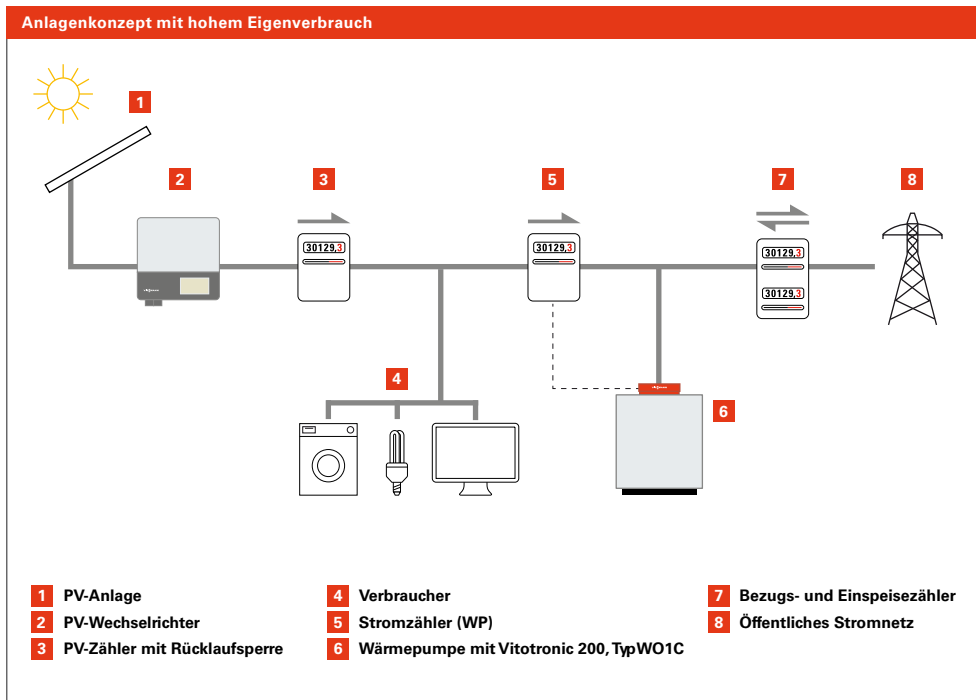 Anlagenkonzept mit hohem Eigenverbrauch
1
2
3
5
7
8
30129,3
30129,3
30129,3
30129,3
4
6
1 PV-Anlage
2 PV-Wechselrichter
3 PV-Zähler mit Rücklaufsperre
4 Verbraucher
5 Stromzähler (WP)
6 Wärmepumpe mit Vitotronic 200, Typ WO1C
7 Bezugs- und Einspeisezähler
8 Öffentliches Stromnetz